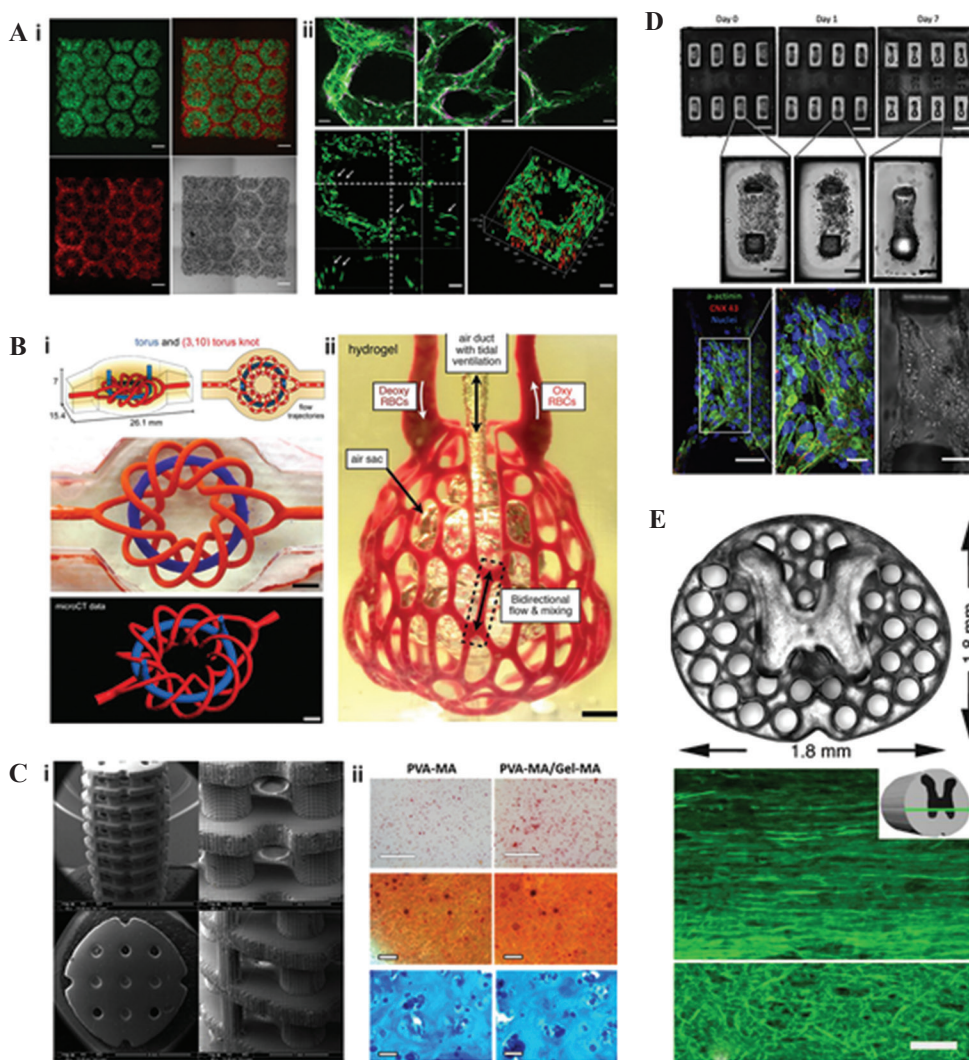 A i
ii
D
Day 0 Day 1 Day 7
a-actinin
CNX 43
Nuclei
B i
torus and (3,10) torus knot
7
15.4
26.1 mm
flow
trajectories
microCT data
ii
hydrogel
air duct
with tidal
ventilation
Deoxy
RBCs
Oxy
RBCs
air sac
Bidirectional
flow & mixing
E
1.8 mm
1.8 mm
C i
ii
PVA-MA PVA-MA/Gel-MA